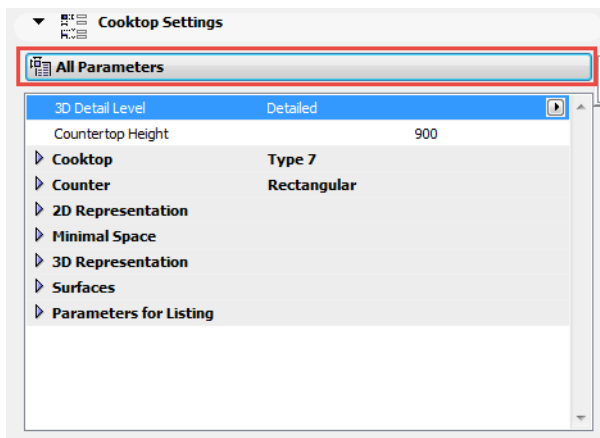 Cooktop Settings
All Parameters
3D Detail Level Detailed
Countertop Height 900
Cooktop Type 7
Counter Rectangular
2D Representation
Minimal Space
3D Representation
Surfaces
Parameters for Listing